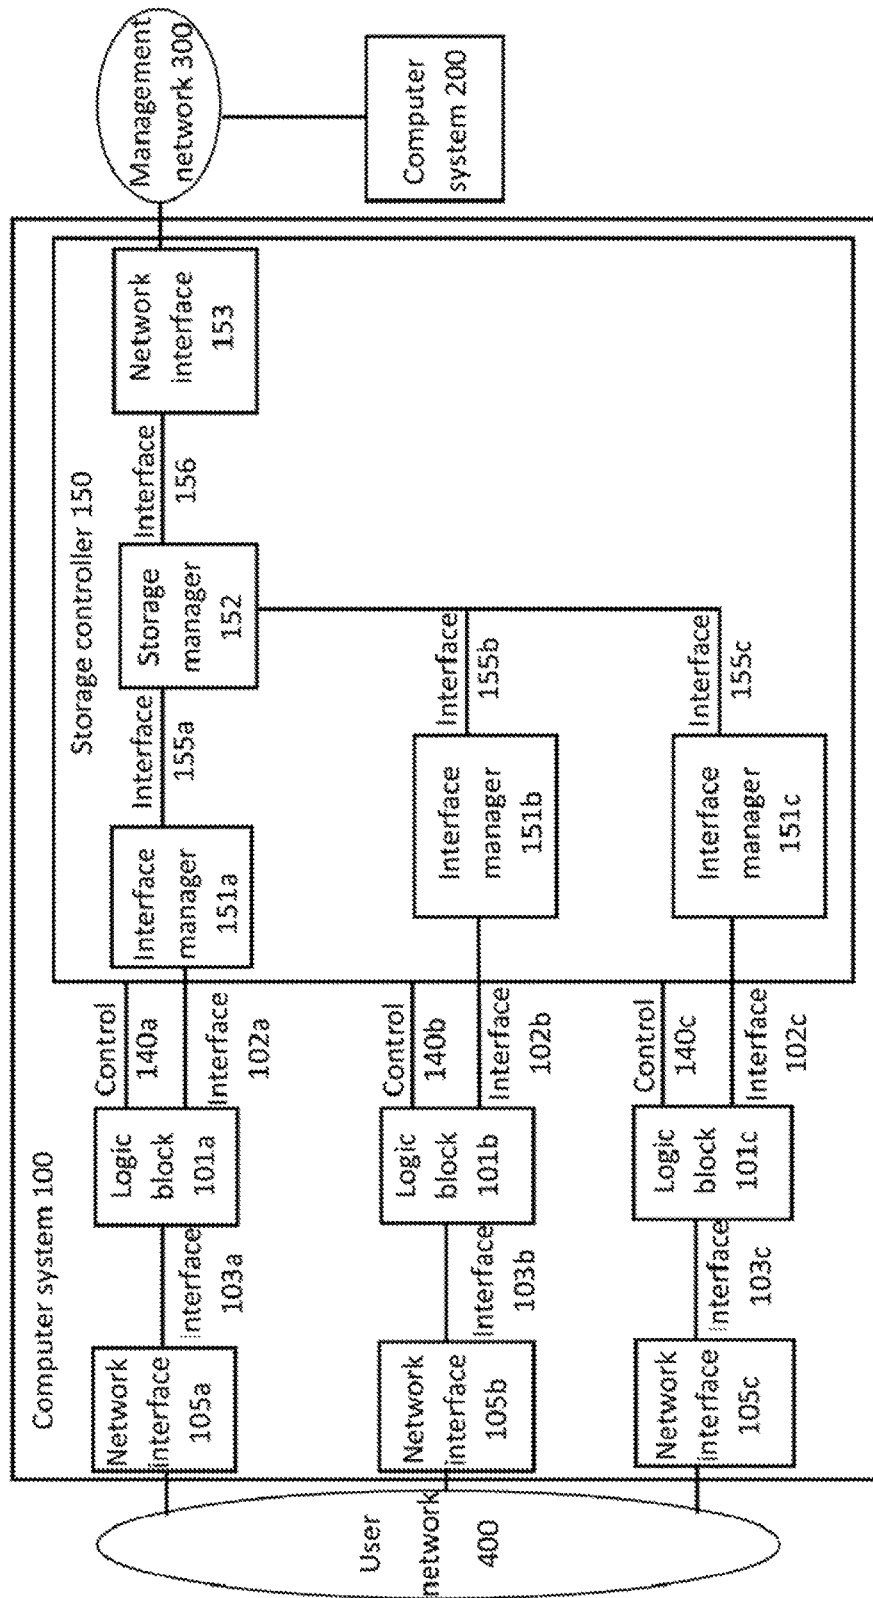 Computer system 100
Storage controller 150
User
network
400
Network
interface
105a
Interface
103a
Logic
block
101a
Control
140a
Interface
102a
Interface
manager
151a
Interface
155a
Storage
manager
152
Interface
156
Network
interface
153
Management
network 300
Computer
system 200
Network
interface
105b
Interface
103b
Logic
block
101b
Control
140b
Interface
102b
Interface
manager
151b
Interface
155b
Network
interface
105c
Interface
103c
Logic
block
101c
Control
140c
Interface
102c
Interface
manager
151c
Interface
155c